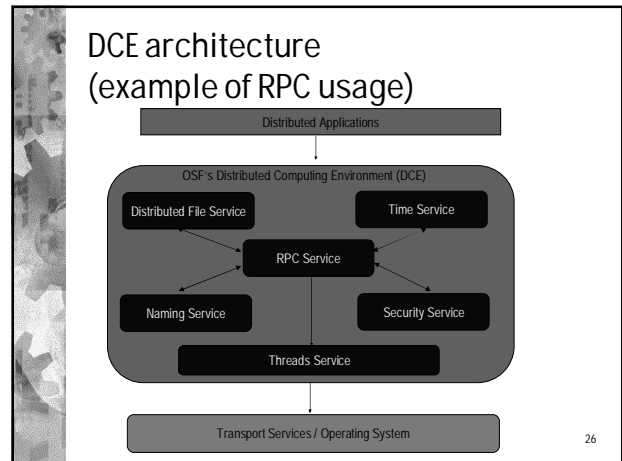 DCE architecture
(example of RPC usage)
Distributed Applications
OSF's Distributed Computing Environment (DCE)
Distributed File Service
Time Service
RPC Service
Naming Service
Security Service
Threads Service
Transport Services / Operating System
26